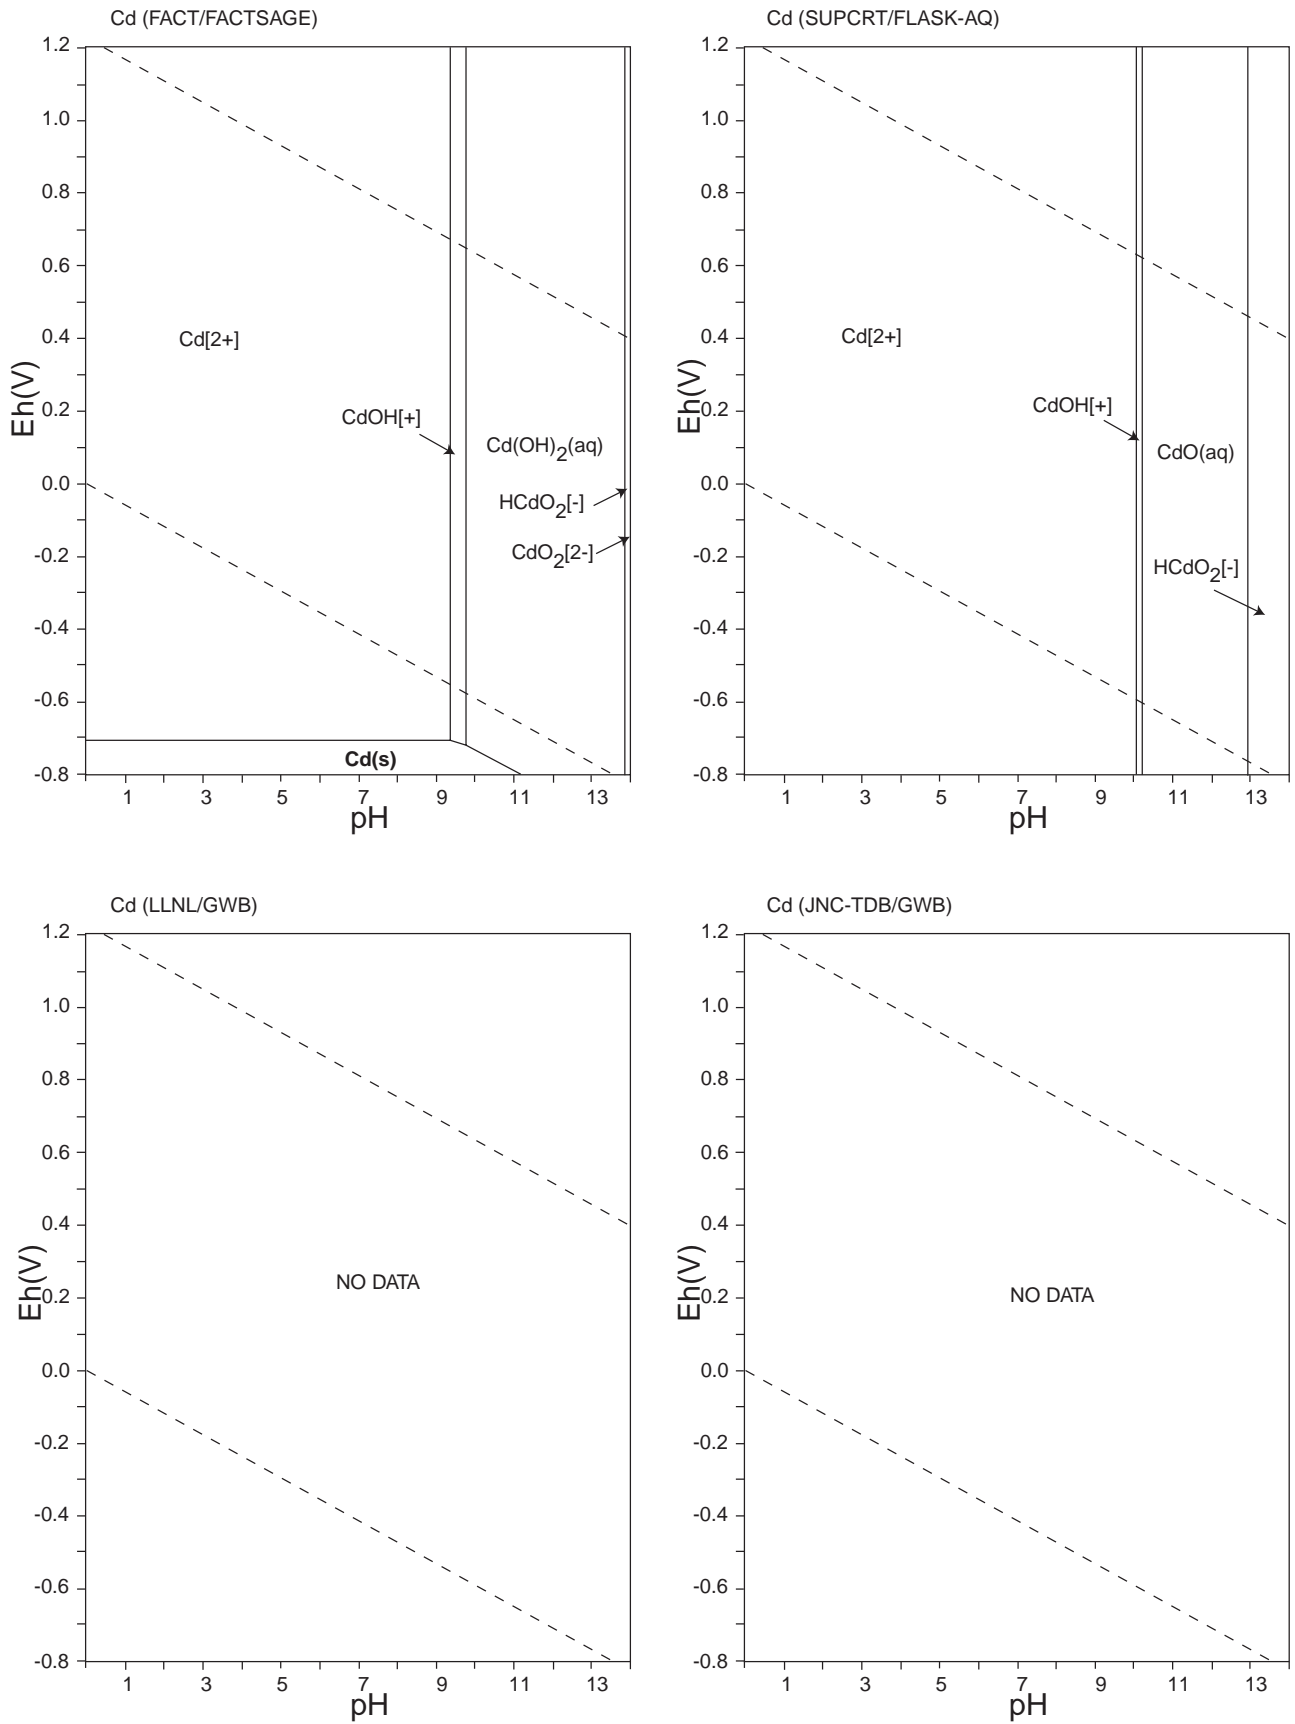 Cd (FACT/FACTSAGE)
1.2
1.0
0.8
0.6
0.4
0.2
0.0
-0.2
-0.4
-0.6
-0.8
Eh(V)
Cd[2+]
CdOH[+]
Cd(OH)2(aq)
HCdO2[-]
CdO2[2-]
Cd(s)
1 3 5 7 9 11 13
pH
Cd (SUPCRT/FLASK-AQ)
1.2
1.0
0.8
0.6
0.4
0.2
0.0
-0.2
-0.4
-0.6
-0.8
Eh(V)
Cd[2+]
CdOH[+]
CdO(aq)
HCdO2[-]
1 3 5 7 9 11 13
pH
Cd (LLNL/GWB)
1.2
1.0
0.8
0.6
0.4
0.2
0.0
-0.2
-0.4
-0.6
-0.8
Eh(V)
NO DATA
1 3 5 7 9 11 13
pH
Cd (JNC-TDB/GWB)
1.2
1.0
0.8
0.6
0.4
0.2
0.0
-0.2
-0.4
-0.6
-0.8
Eh(V)
NO DATA
1 3 5 7 9 11 13
pH